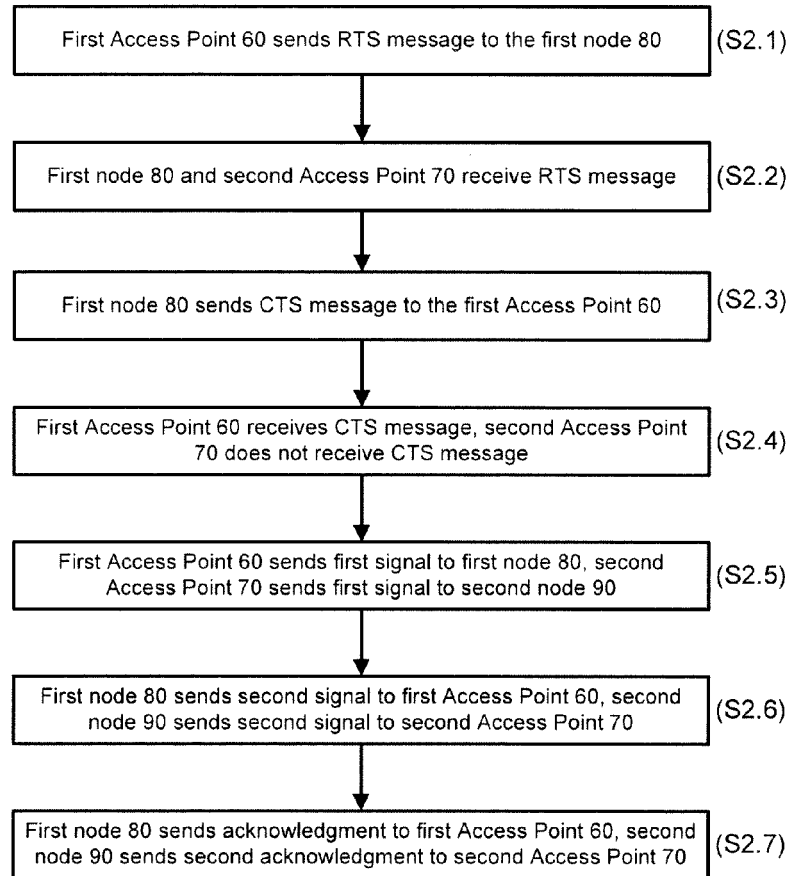 First Access Point 60 sends RTS message to the first node 80 (S2.1)
First node 80 and second Access Point 70 receive RTS message (S2.2)
First node 80 sends CTS message to the first Access Point 60 (S2.3)
First Access Point 60 receives CTS message, second Access Point
70 does not receive CTS message (S2.4)
First Access Point 60 sends first signal to first node 80, second
Access Point 70 sends first signal to second node 90 (S2.5)
First node 80 sends second signal to first Access Point 60, second
node 90 sends second signal to second Access Point 70 (S2.6)
First node 80 sends acknowledgment to first Access Point 60, second
node 90 sends second acknowledgment to second Access Point 70 (S2.7)